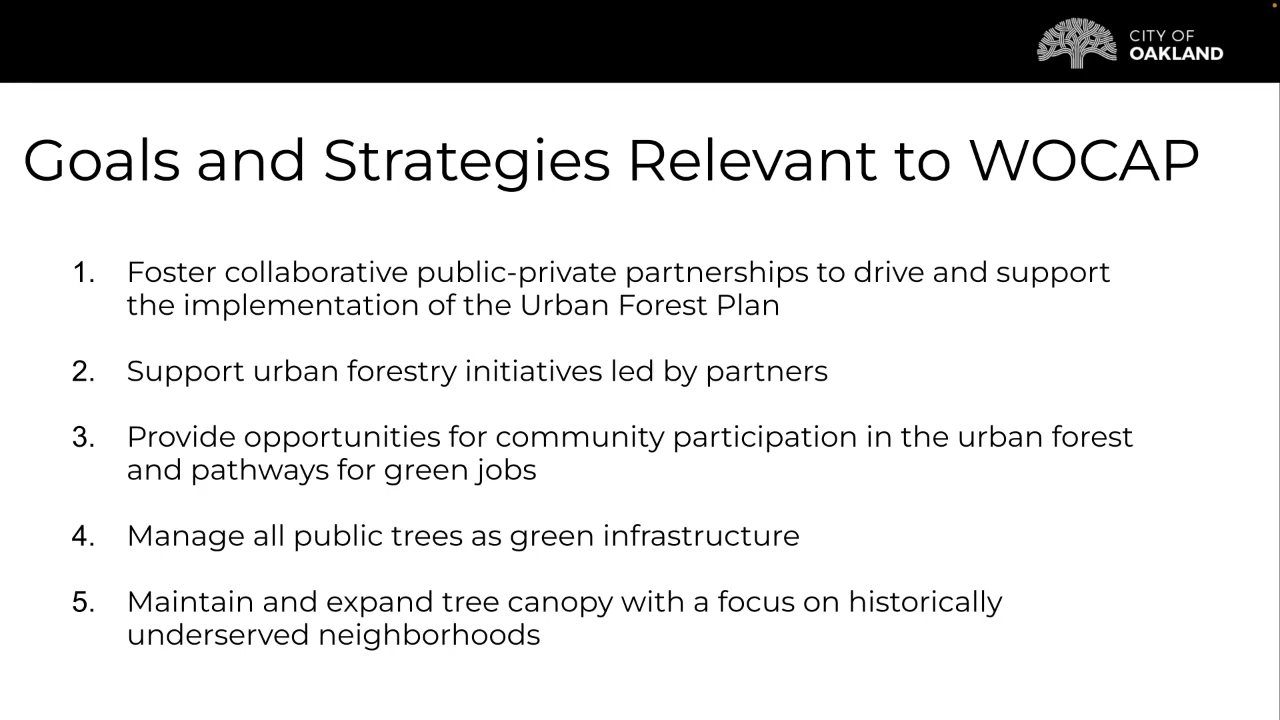 CITY OF
OAKLAND
Goals and Strategies Relevant to WOCAP
1. Foster collaborative public-private partnerships to drive and support
the implementation of the Urban Forest Plan
2. Support urban forestry initiatives led by partners
3. Provide opportunities for community participation in the urban forest
and pathways for green jobs
4. Manage all public trees as green infrastructure
5. Maintain and expand tree canopy with a focus on historically
underserved neighborhoods